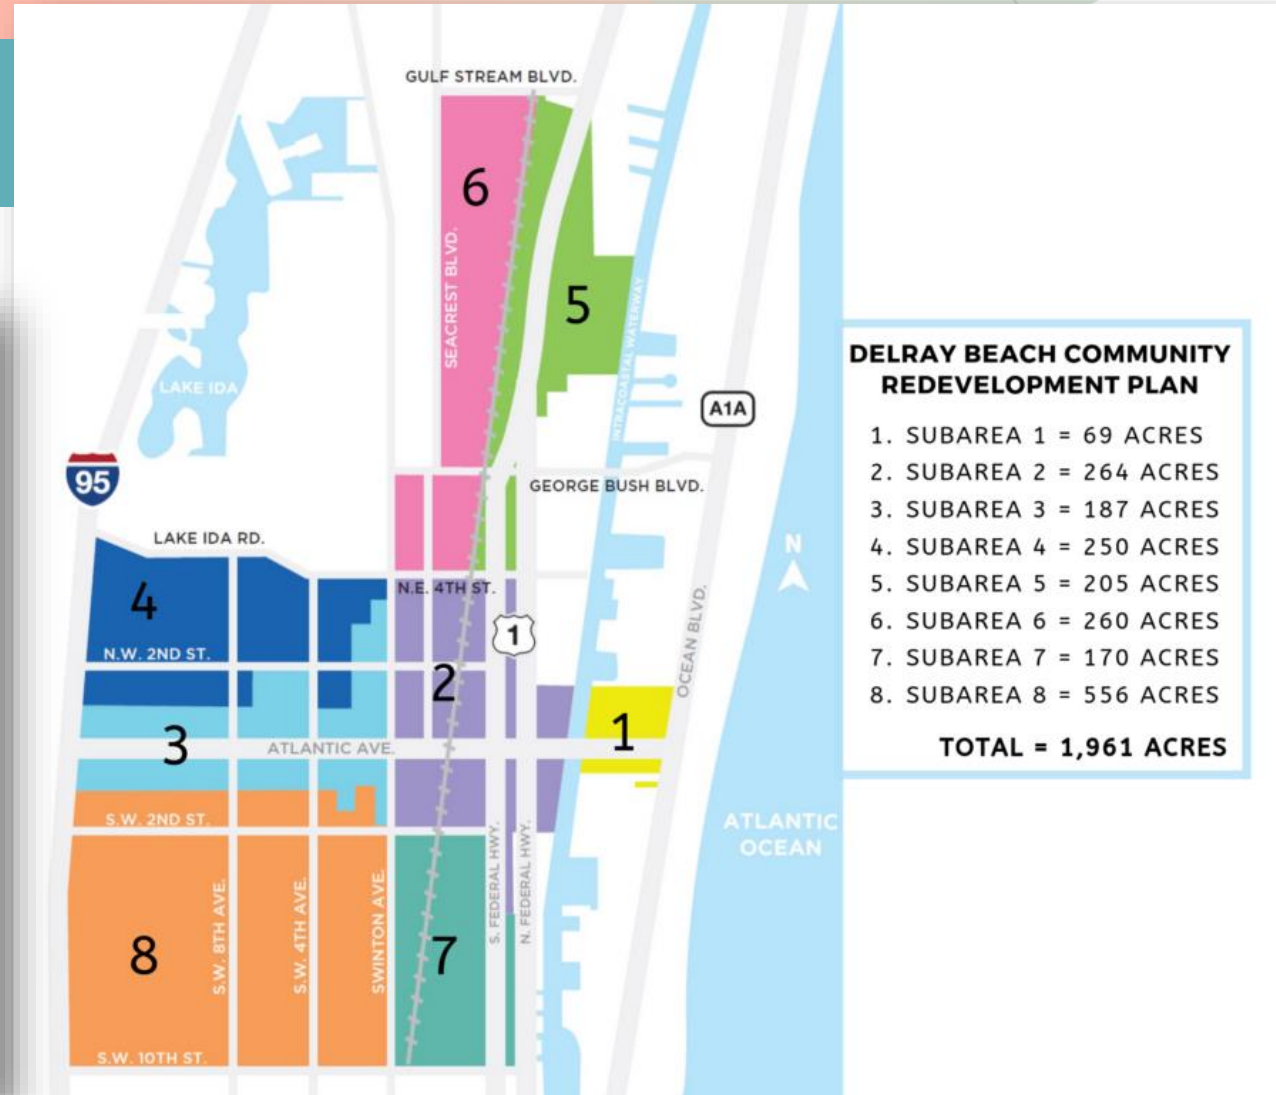 GULF STREAM BLVD.
6
SEACREST BLVD.
5
INTRACOASTAL WATERWAY
LAKE IDA
A1A
95
GEORGE BUSH BLVD.
LAKE IDA RD.
N
4
N.E. 4TH ST.
1
OCEAN BLVD.
N.W. 2ND ST.
2
3
ATLANTIC AVE.
1
S.W. 2ND ST.
ATLANTIC
OCEAN
S. FEDERAL HWY.
N. FEDERAL HWY.
S.W. 8TH AVE.
S.W. 4TH AVE.
SWINTON AVE.
8
7
S.W. 10TH ST.
DELRAY BEACH COMMUNITY
REDEVELOPMENT PLAN
1. SUBAREA 1 = 69 ACRES
2. SUBAREA 2 = 264 ACRES
3. SUBAREA 3 = 187 ACRES
4. SUBAREA 4 = 250 ACRES
5. SUBAREA 5 = 205 ACRES
6. SUBAREA 6 = 260 ACRES
7. SUBAREA 7 = 170 ACRES
8. SUBAREA 8 = 556 ACRES
TOTAL = 1,961 ACRES